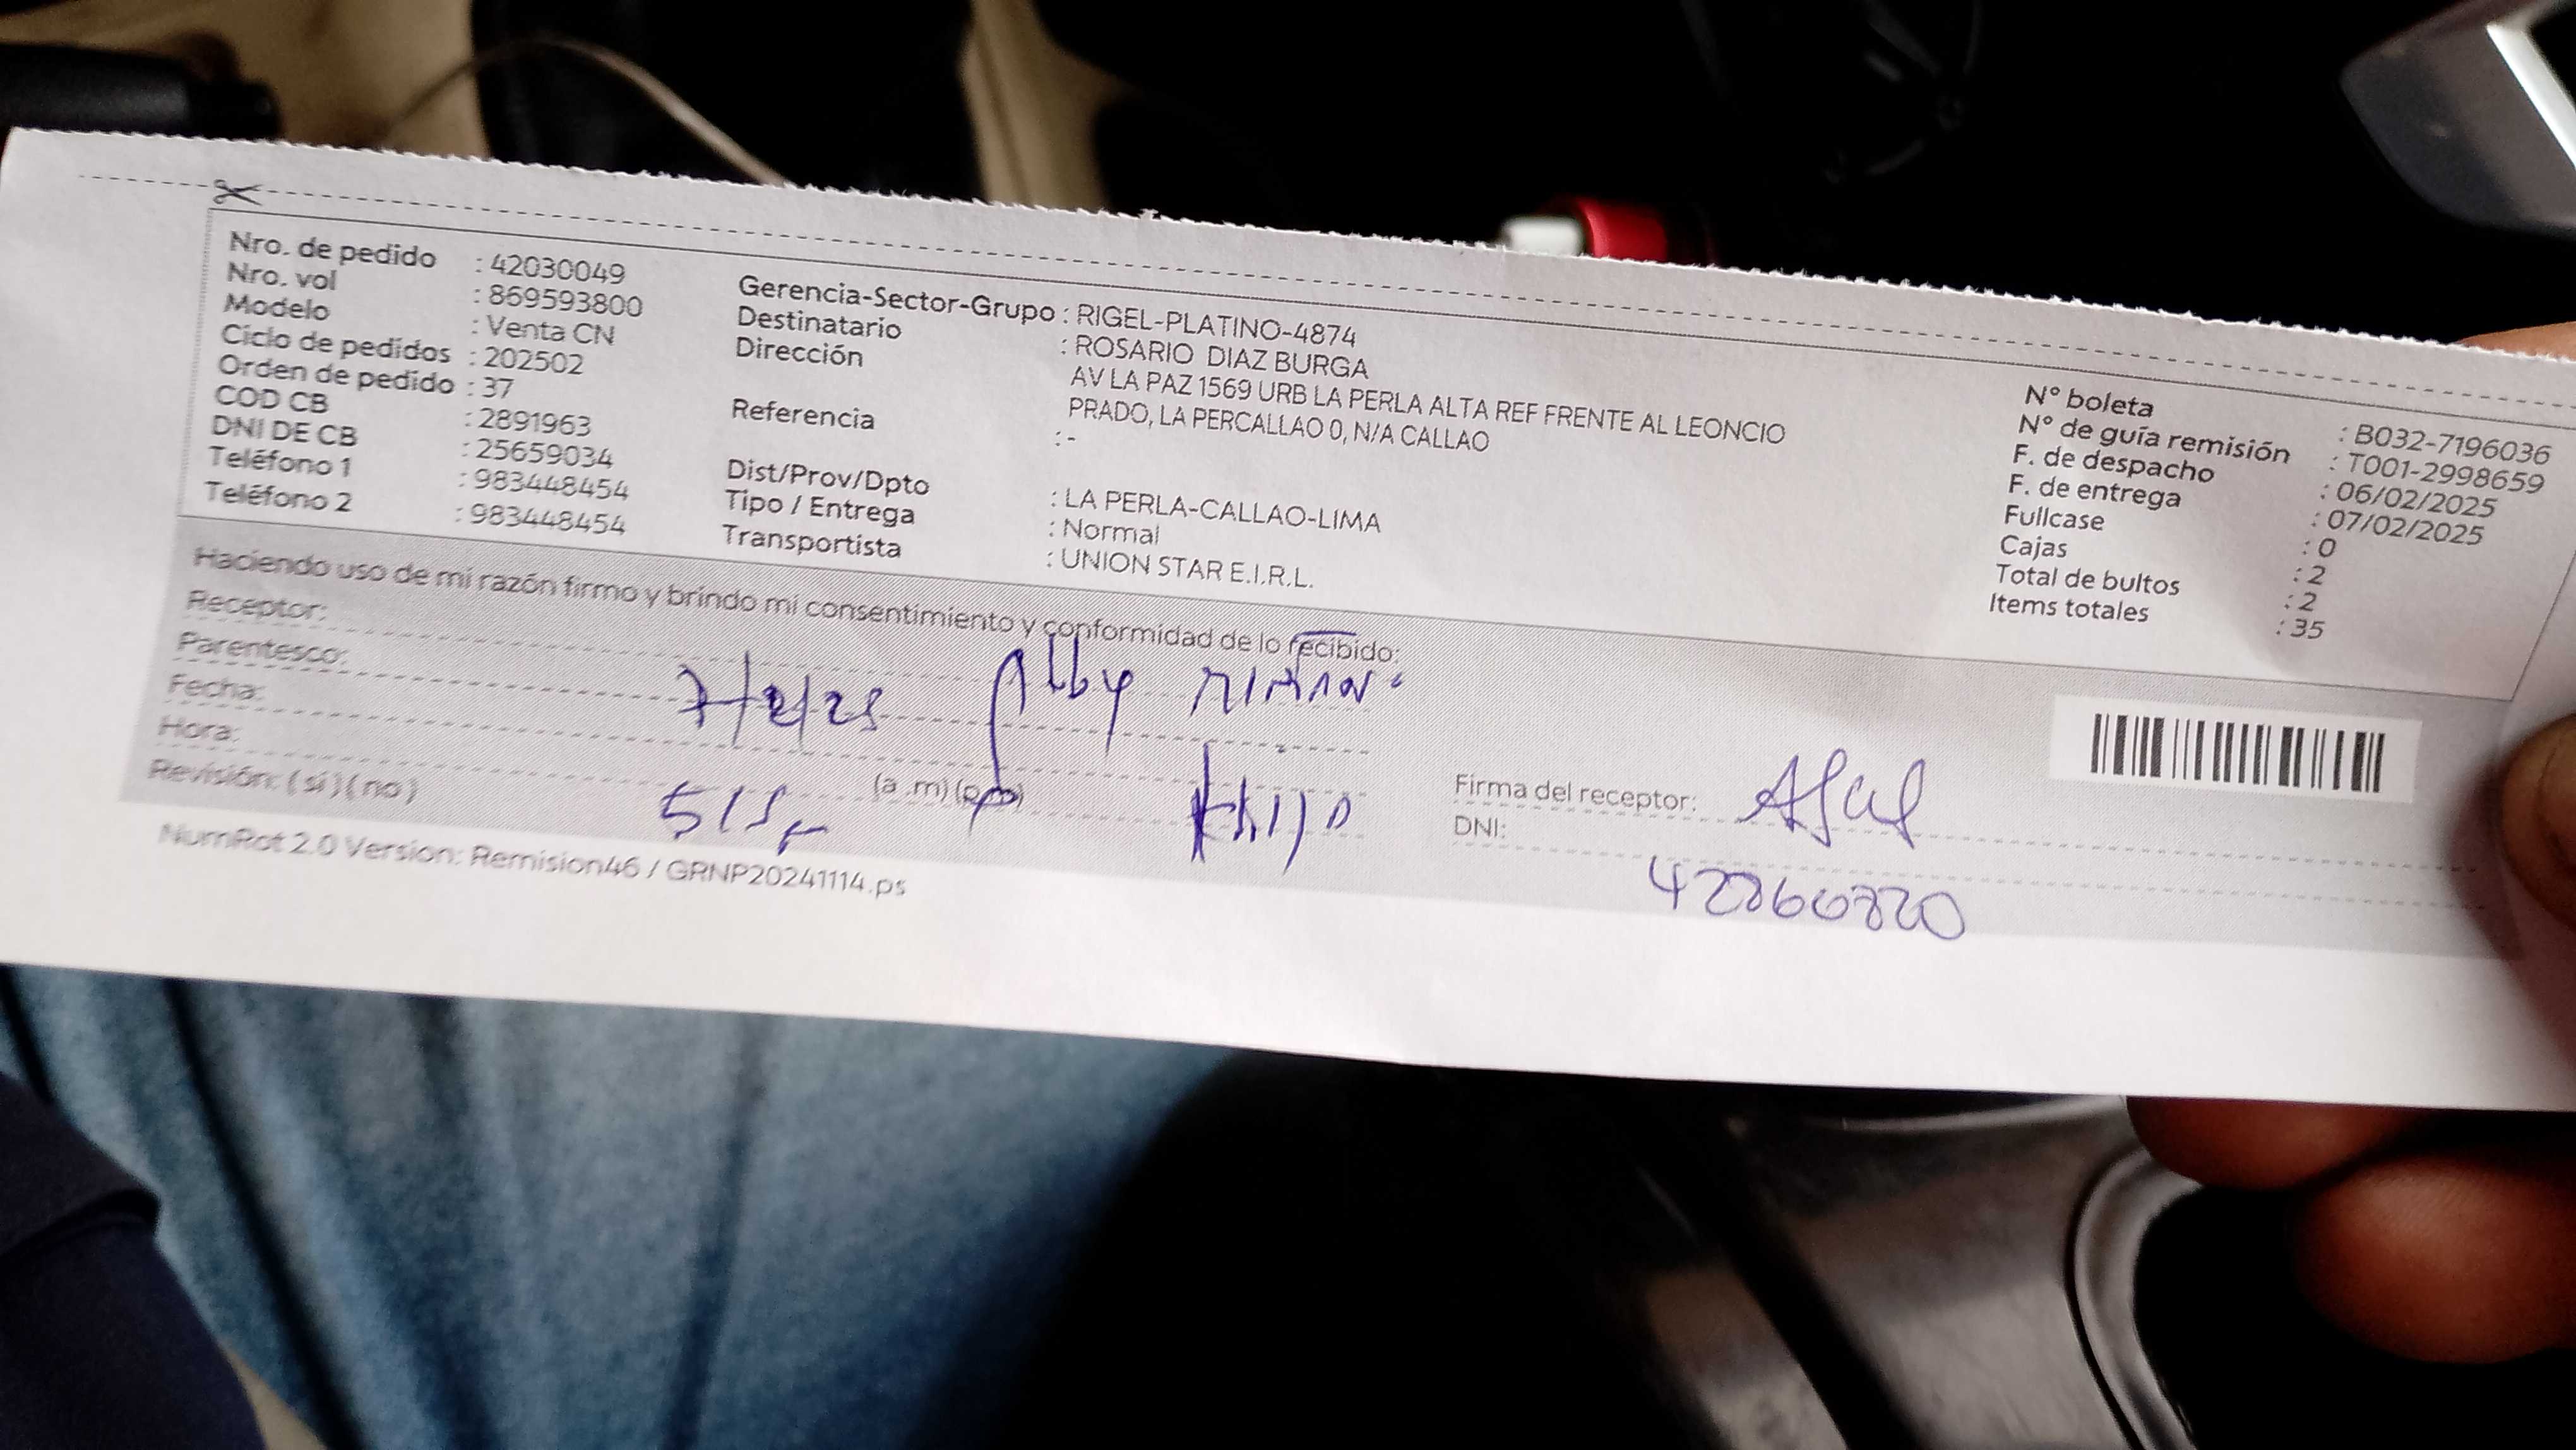 Nro. de pedido : 42030049
Nro. vol : 869593800
Modelo : Venta CN
Ciclo de pedidos : 202502
Orden de pedido : 37
COD CB : 2891963
DNI DE CB : 25659034
Teléfono 1 : 983448454
Teléfono 2 : 983448454
Gerencia-Sector-Grupo : RIGEL-PLATINO-4874
Destinatario : ROSARIO DIAZ BURGA
Dirección AV LA PAZ 1569 URB LA PERLA ALTA REF FRENTE AL LEONCIO
PRADO, LA PERCALLAO 0, N/A CALLAO
Referencia : -
Dist/Prov/Dpto : LA PERLA-CALLAO-LIMA
Tipo / Entrega : Normal
Transportista : UNION STAR E.I.R.L.
N° boleta : B032-7196036
N° de guía remisión : T001-2998659
F. de despacho : 06/02/2025
F. de entrega : 07/02/2025
Fullcase : 0
Cajas : 2
Total de bultos : 2
Items totales : 35
Haciendo uso de mi razón firmo y brindo mi consentimiento y conformidad de lo recibido:
Receptor:
Parentesco:
Fecha: 7/2/25
Hora: (a .m) (p.m)
Revisión: ( si ) ( no )
Firma del receptor:
DNI:
NumRot 2.0 Version: Remision46 / GRNP20241114.ps